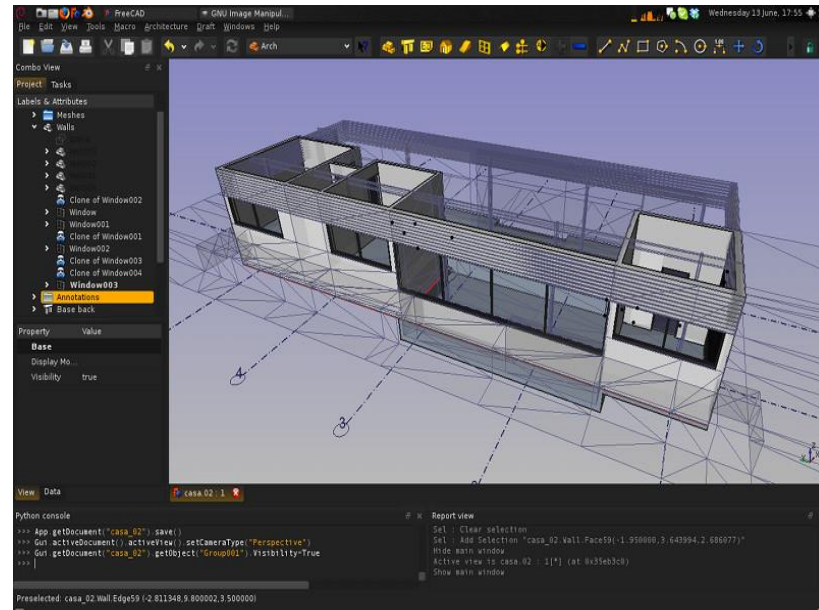 FreeCAD
GNU Image Manipul...
Wednesday 13 June, 17:55
File Edit View Tools Macro Architecture Draft Windows Help
Arch
Combo View
Project Tasks
Labels & Attributes
Meshes
Walls
Clone of Window002
Window
Window001
Clone of Window001
Window002
Clone of Window003
Clone of Window004
Window003
Annotations
Base back
Property Value
Base
Display Mo...
Visibility true
4
3
View Data
casa_02 : 1
Python console
>>> App.getDocument("casa_02").save()
>>> Gui.activeDocument().activeView().setCameraType("Perspective")
>>> Gui.getDocument("casa_02").getObject("Group001").Visibility=True
>>>
Report view
Sel : Clear selection
Sel : Add Selection "casa_02.Wall.Face59(-1.950000,3.643994,2.686077)"
Hide main window
Active view is casa_02 : 1[*] (at 0x35eb3c0)
Show main window
Preselected: casa_02.Wall.Edge59 (-2.811348,9.800002,3.500000)